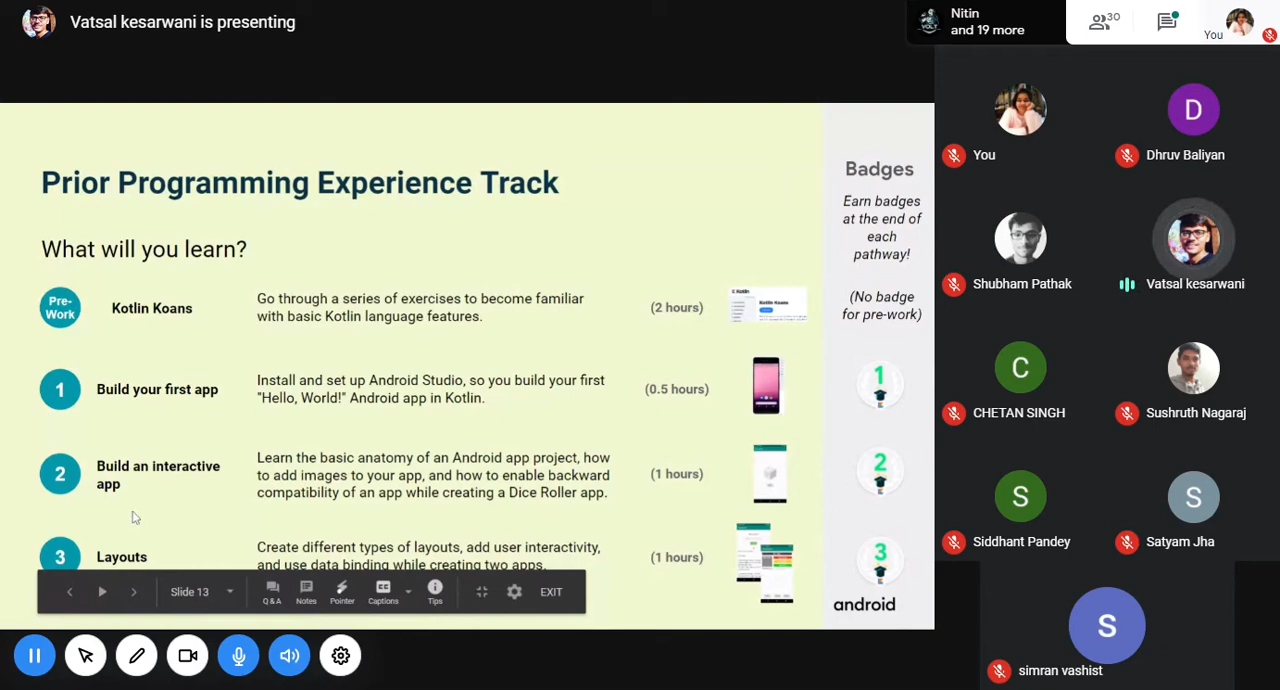 Vatsal kesarwani is presenting
Nitin
and 19 more
30
You
Prior Programming Experience Track
What will you learn?
Pre-
Work
Kotlin Koans
Go through a series of exercises to become familiar
with basic Kotlin language features.
(2 hours)
Kotlin
Kotlin Koans
1
Build your first app
Install and set up Android Studio, so you build your first
"Hello, World!" Android app in Kotlin.
(0.5 hours)
2
Build an interactive
app
Learn the basic anatomy of an Android app project, how
to add images to your app, and how to enable backward
compatibility of an app while creating a Dice Roller app.
(1 hours)
3
Layouts
Create different types of layouts, add user interactivity,
and use data binding while creating two apps.
(1 hours)
Badges
Earn badges
at the end of
each
pathway!
(No badge
for pre-work)
1
2
3
android
Slide 13
Q & A
Notes
Pointer
CC
Captions
Tips
EXIT
You
D
Dhruv Baliyan
Shubham Pathak
Vatsal kesarwani
C
CHETAN SINGH
Sushruth Nagaraj
S
Siddhant Pandey
S
Satyam Jha
S
simran vashist